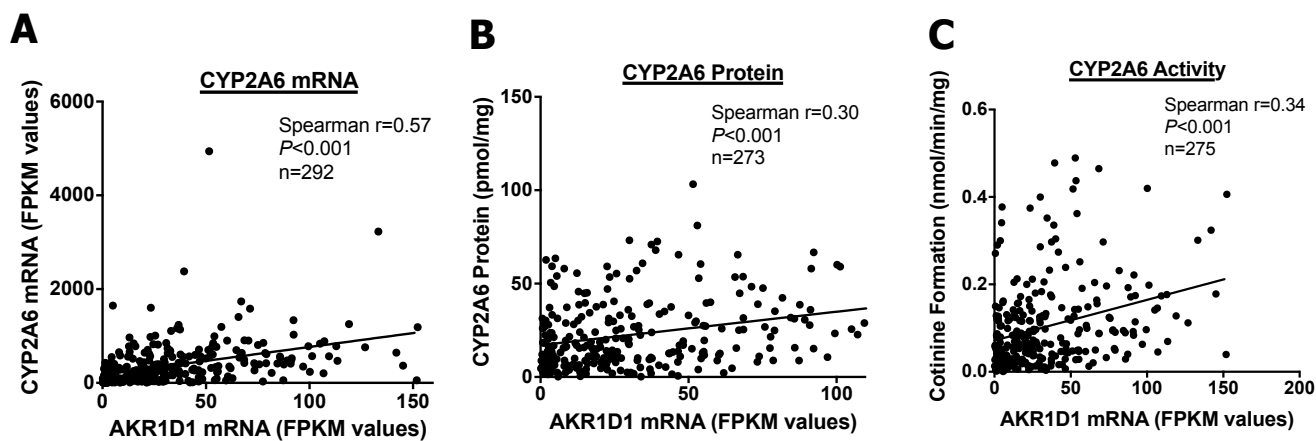 A
CYP2A6 mRNA
Spearman r=0.57
P<0.001
n=292
CYP2A6 mRNA (FPKM values)
6000
4000
2000
0
0
50
100
150
AKR1D1 mRNA (FPKM values)
B
CYP2A6 Protein
Spearman r=0.30
P<0.001
n=273
CYP2A6 Protein (pmol/mg)
150
100
50
0
0
50
100
AKR1D1 mRNA (FPKM values)
C
CYP2A6 Activity
Spearman r=0.34
P<0.001
n=275
Cotinine Formation (nmol/min/mg)
0.6
0.4
0.2
0.0
0
50
100
150
200
AKR1D1 mRNA (FPKM values)